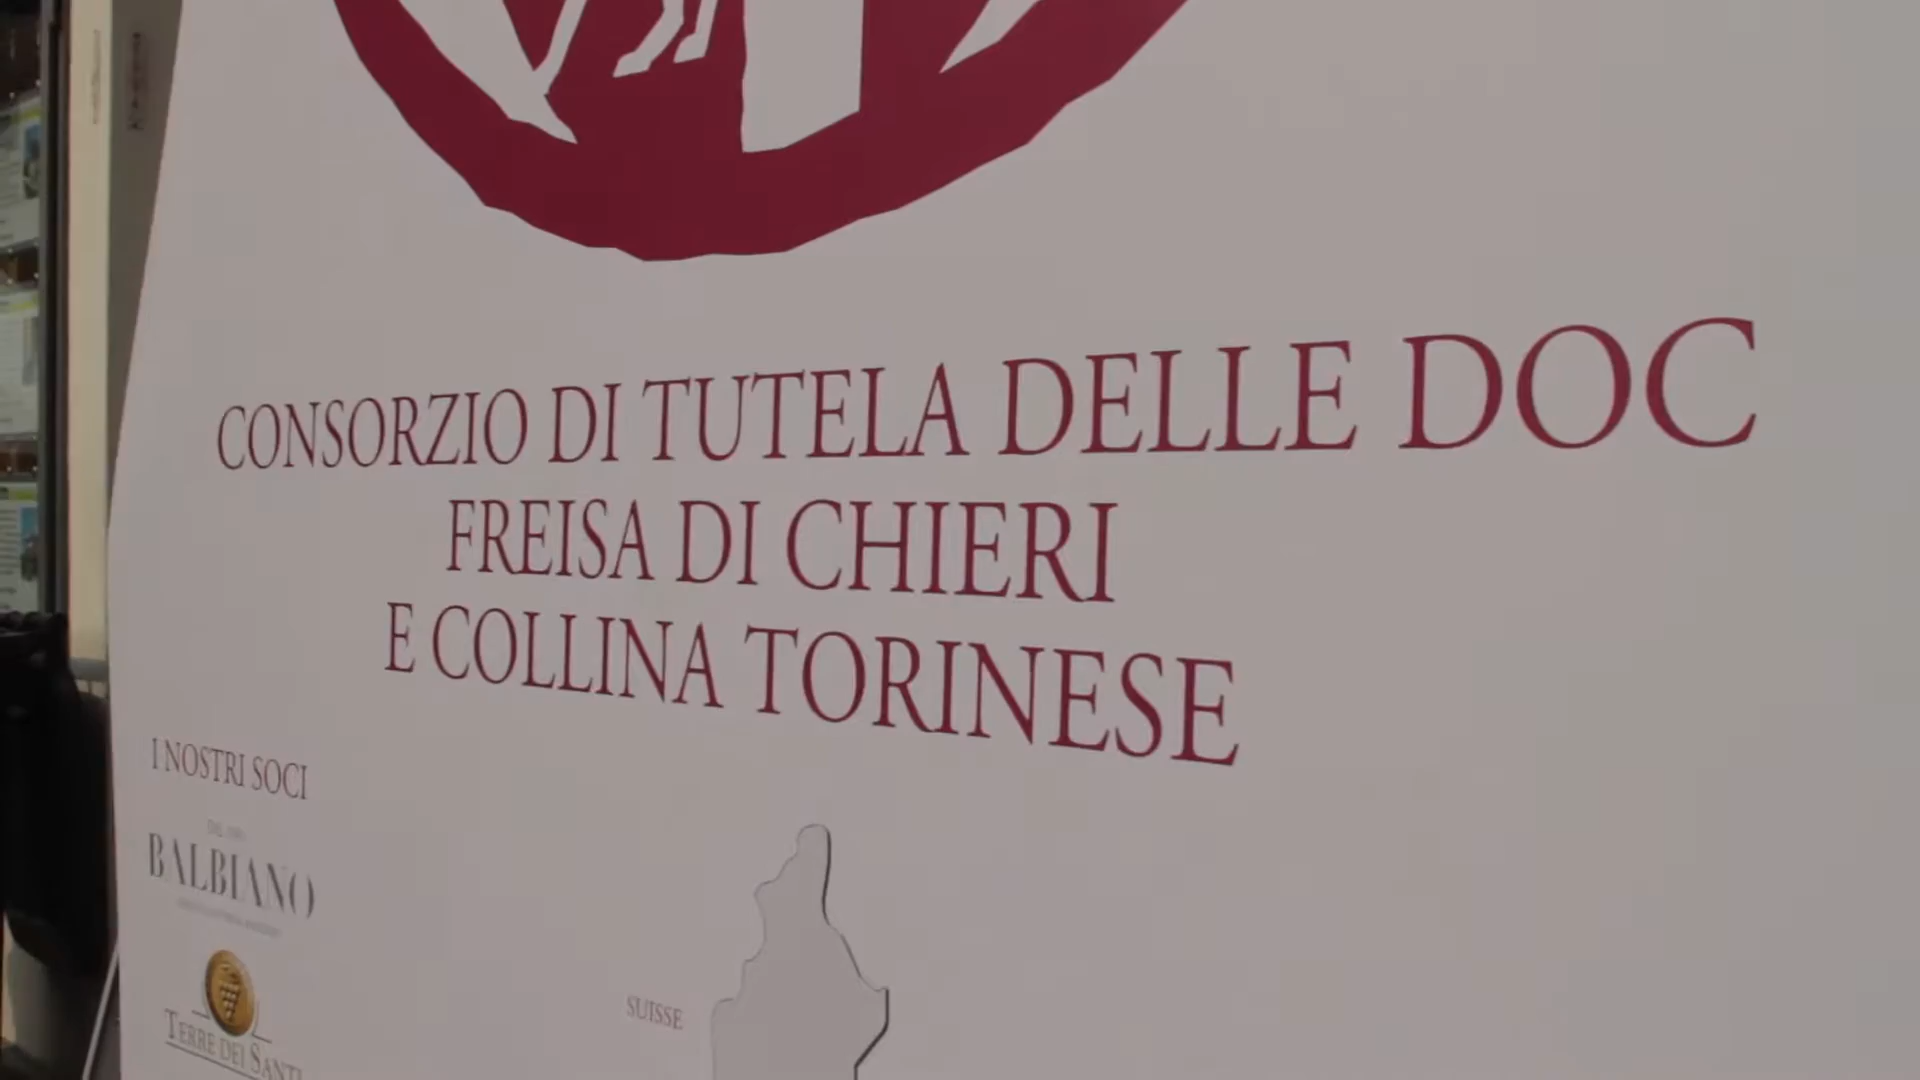 CONSORZIO DI TUTELA DELLE DOC
FREISA DI CHIERI
E COLLINA TORINESE
I NOSTRI SOCI
BALBIANO
TERRE DEI SANTI
SUISSE